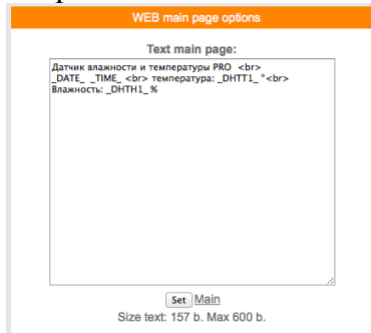 WEB main page options
Text main page:
Датчик влажности и температуры PRO <br>
_DATE_ _TIME_ <br> температура: _DHTT1_ °<br>
Влажность: _DHTH1_ %
Set Main
Size text: 157 b. Max 600 b.